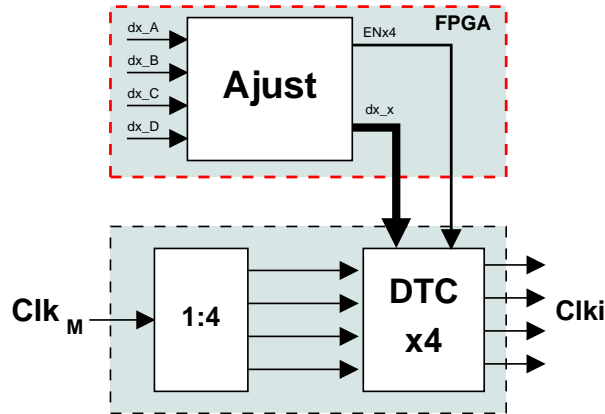 FPGA
dx_A
dx_B
dx_C
dx_D
Ajust
ENx4
dx_x
Clk M
1:4
DTC
x4
Clki